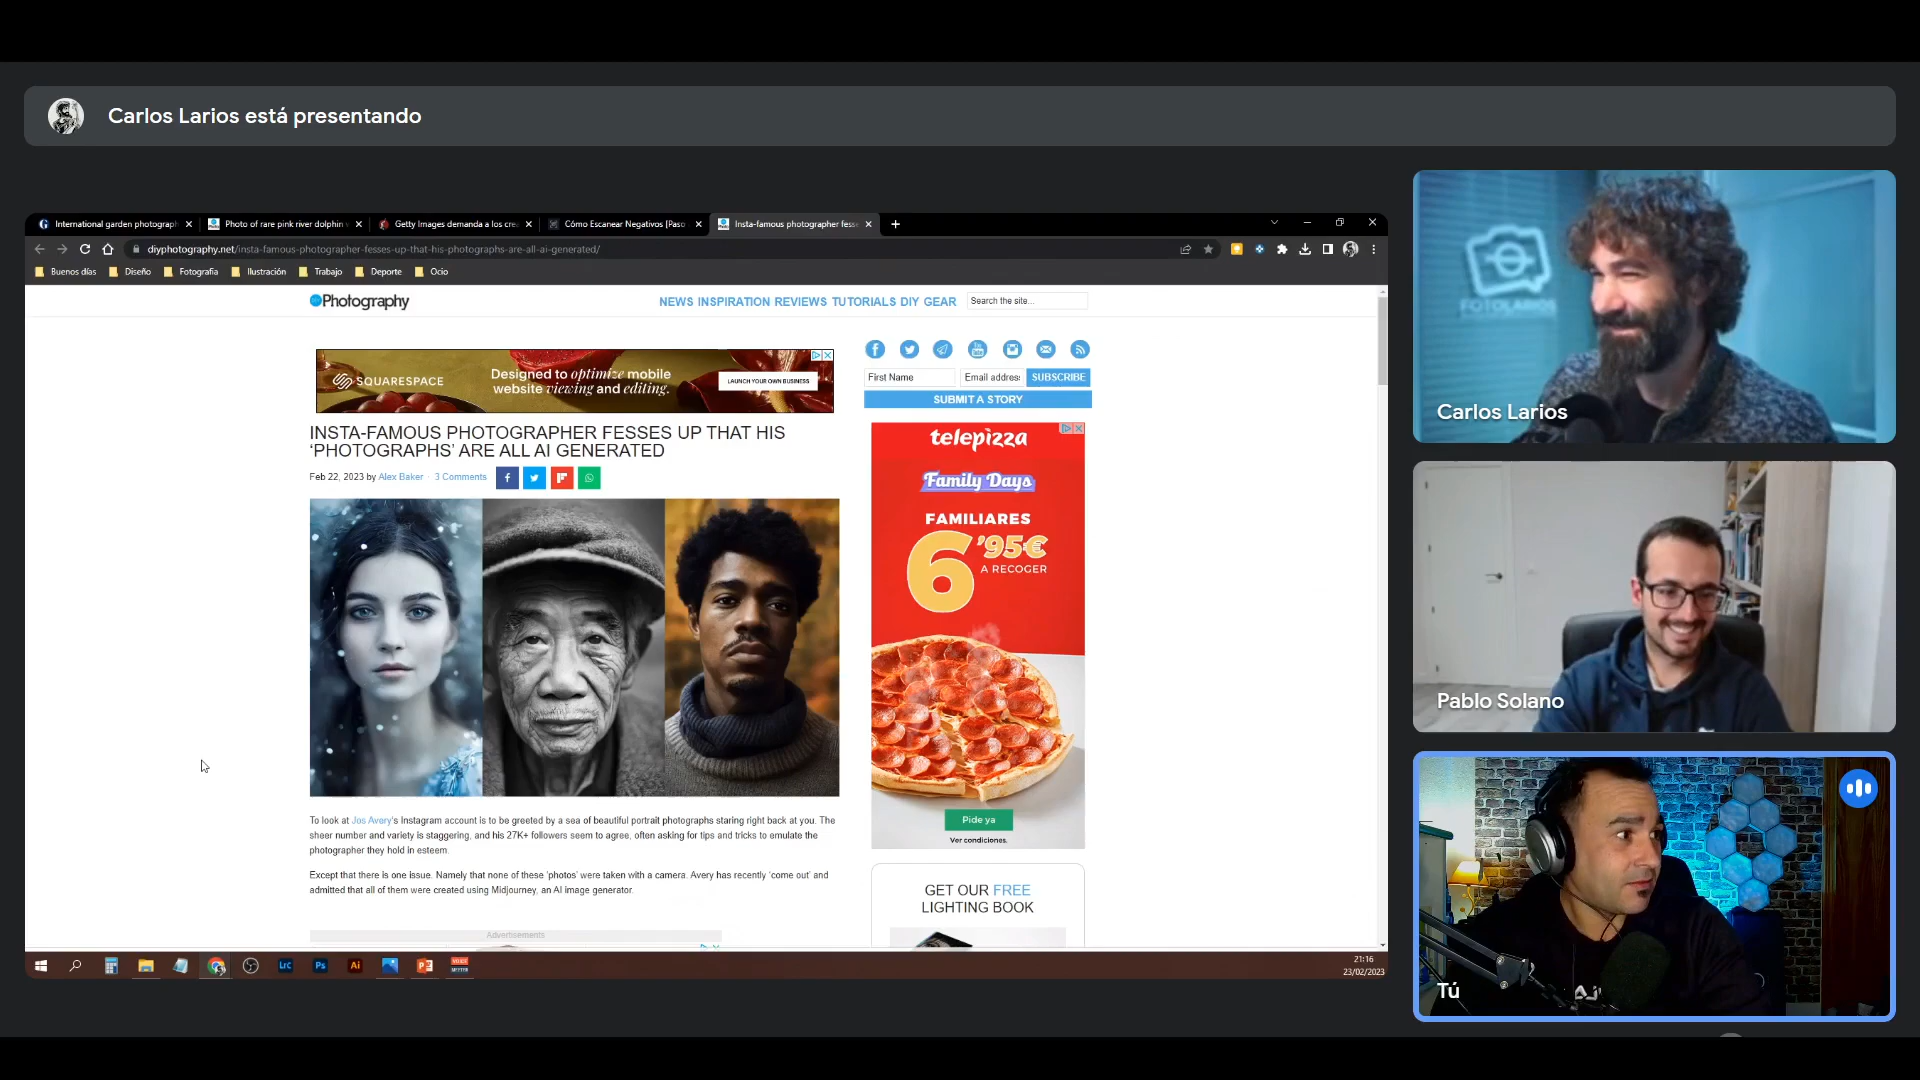 Carlos Larios está presentando
International garden photograph
Photo of rare pink river dolphin
Getty Images demanda a los cre
Cómo Escanear Negativos [Paso
Insta-famous photographer fesse
diyphotography.net/insta-famous-photographer-fesses-up-that-his-photographs-are-all-ai-generated/
Buenos días Diseño Fotografia Ilustración Trabajo Deporte Ocio
Photography
NEWS INSPIRATION REVIEWS TUTORIALS DIY GEAR
Search the site...
SQUARESPACE
Designed to optimize mobile
website viewing and editing.
LAUNCH YOUR OWN BUSINESS
First Name
Email address
SUBSCRIBE
SUBMIT A STORY
INSTA-FAMOUS PHOTOGRAPHER FESSES UP THAT HIS
‘PHOTOGRAPHS’ ARE ALL AI GENERATED
Feb 22, 2023 by Alex Baker · 3 Comments
To look at Jos Avery's Instagram account is to be greeted by a sea of beautiful portrait photographs staring right back at you. The
sheer number and variety is staggering, and his 27K+ followers seem to agree, often asking for tips and tricks to emulate the
photographer they hold in esteem.
Except that there is one issue. Namely that none of these 'photos' were taken with a camera. Avery has recently 'come out' and
admitted that all of them were created using Midjourney, an AI image generator.
Advertisements
telepizza
Family Days
FAMILIARES
6'95€
A RECOGER
Pide ya
Ver condiciones.
GET OUR FREE
LIGHTING BOOK
Lrc
Ps
Ai
21:16
23/02/2023
FOTOLARIOS
Carlos Larios
Pablo Solano
Tú